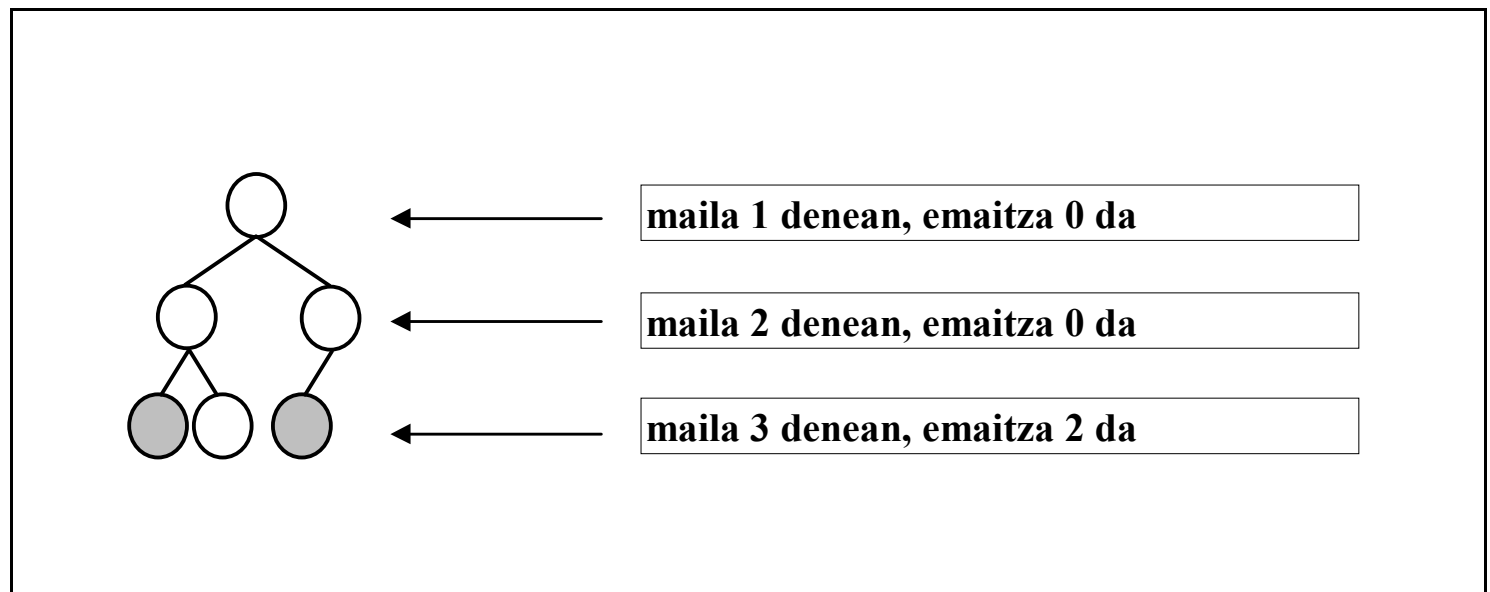 maila 1 denean, emaitza 0 da
maila 2 denean, emaitza 0 da
maila 3 denean, emaitza 2 da